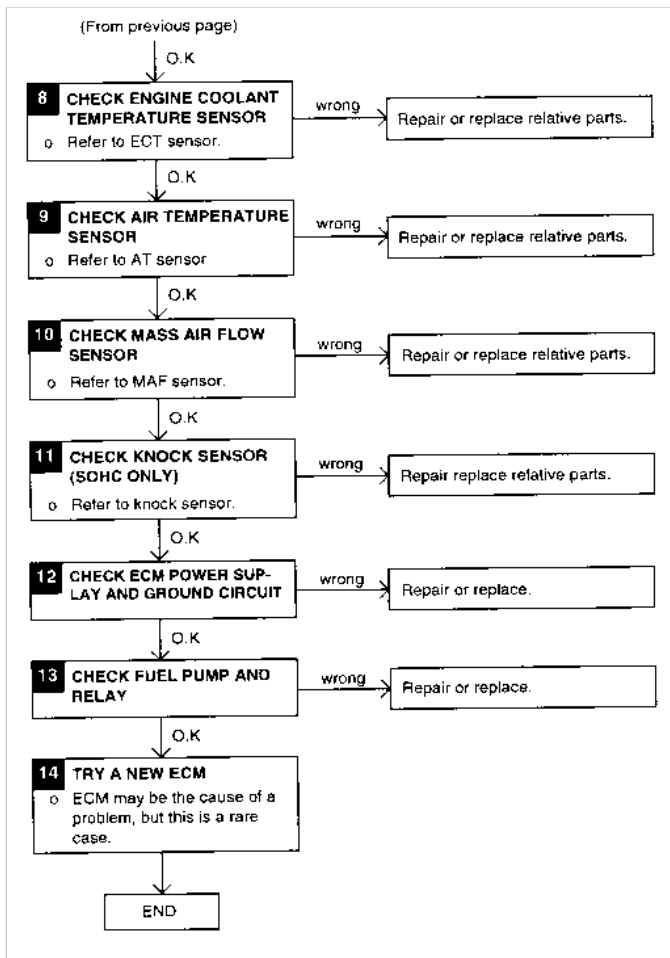 (From previous page)
O.K
8 CHECK ENGINE COOLANT
TEMPERATURE SENSOR
o Refer to ECT sensor.
wrong
Repair or replace relative parts.
O.K
9 CHECK AIR TEMPERATURE
SENSOR
o Refer to AT sensor
wrong
Repair or replace relative parts.
O.K
10 CHECK MASS AIR FLOW
SENSOR
o Refer to MAF sensor.
wrong
Repair or replace relative parts.
O.K
11 CHECK KNOCK SENSOR
(SOHC ONLY)
o Refer to knock sensor.
wrong
Repair replace relative parts.
O.K
12 CHECK ECM POWER SUP-
LAY AND GROUND CIRCUIT
wrong
Repair or replace.
O.K
13 CHECK FUEL PUMP AND
RELAY
wrong
Repair or replace.
O.K
14 TRY A NEW ECM
o ECM may be the cause of a
problem, but this is a rare
case.
END